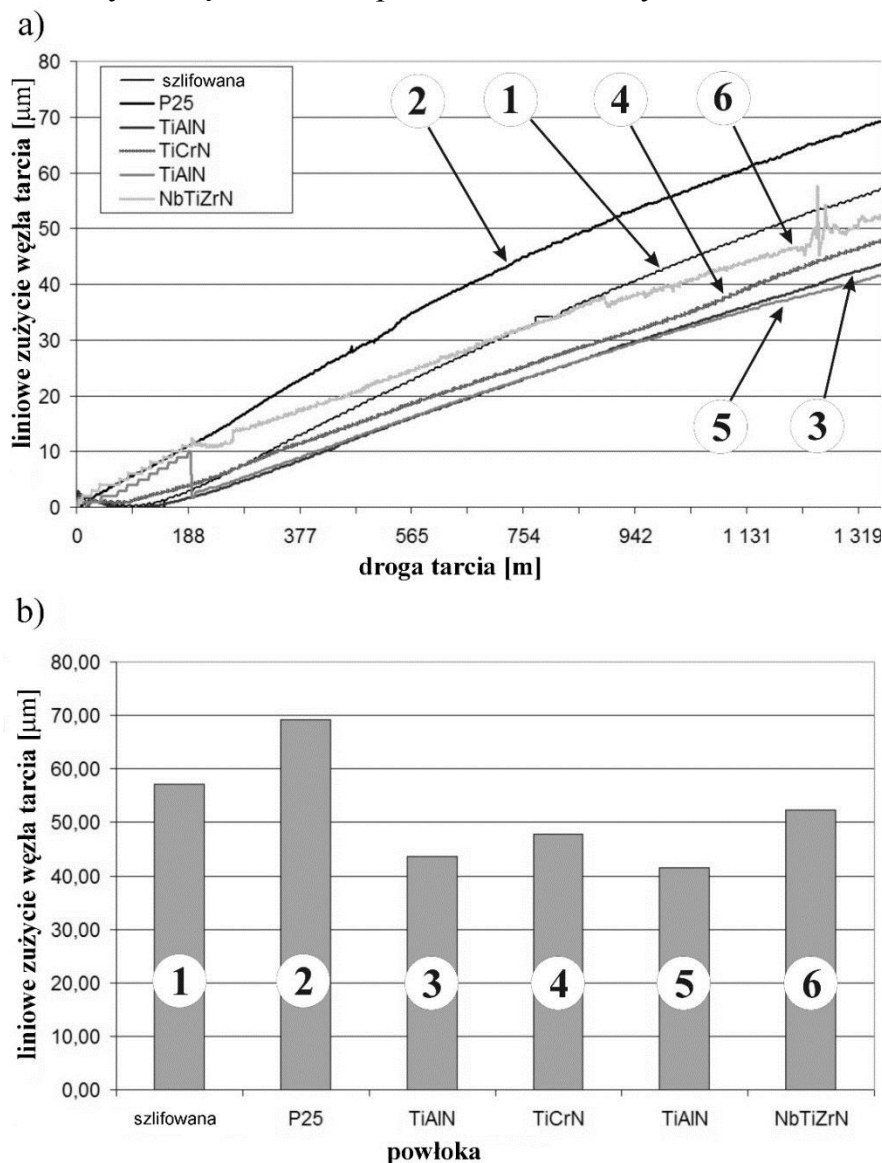 a)
szlifowana
P25
TiAlN
TiCrN
TiAlN
NbTiZrN
2
1
4
6
5
3
80
70
60
50
40
30
20
10
0
liniowe zużycie węzła tarcia [μm]
0 188 377 565 754 942 1 131 1 319
droga tarcia [m]
b)
80,00
70,00
60,00
50,00
40,00
30,00
20,00
10,00
0,00
liniowe zużycie węzła tarcia [μm]
1 2 3 4 5 6
szlifowana P25 TiAlN TiCrN TiAlN NbTiZrN
powłoka